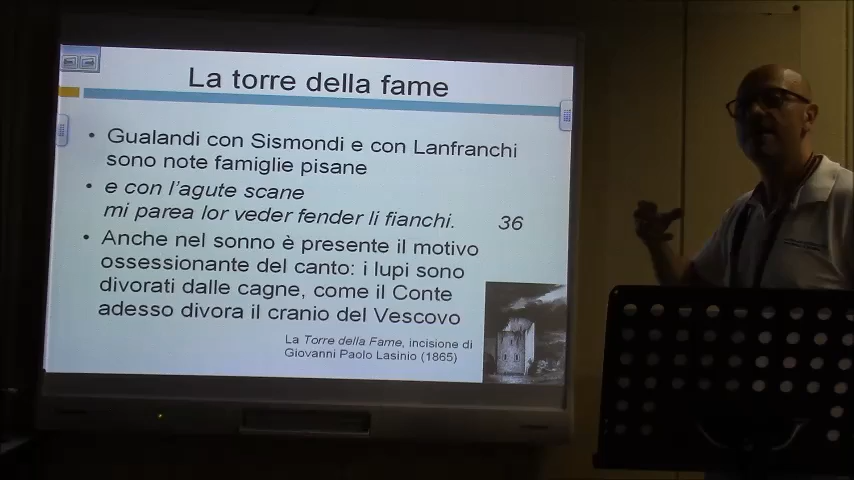 La torre della fame
• Gualandi con Sismondi e con Lanfranchi
sono note famiglie pisane
• e con l'agute scane
mi parea lor veder fender li fianchi. 36
• Anche nel sonno è presente il motivo
ossessionante del canto: i lupi sono
divorati dalle cagne, come il Conte
adesso divora il cranio del Vescovo
La Torre della Fame, incisione di
Giovanni Paolo Lasinio (1865)